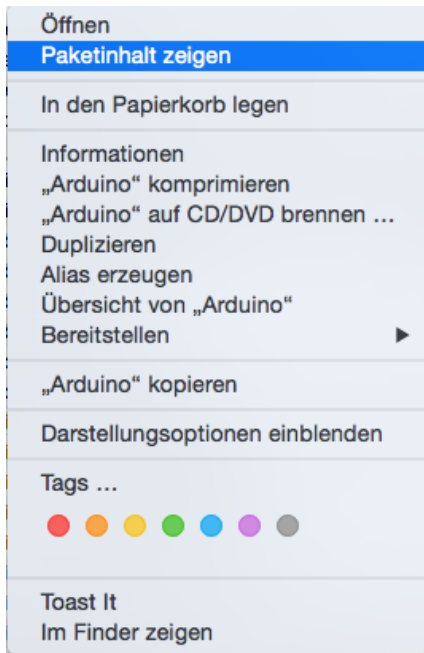 Öffnen
Paketinhalt zeigen
In den Papierkorb legen
Informationen
„Arduino“ komprimieren
„Arduino“ auf CD/DVD brennen ...
Duplizieren
Alias erzeugen
Übersicht von „Arduino“
Bereitstellen
„Arduino“ kopieren
Darstellungsoptionen einblenden
Tags ...
Toast It
Im Finder zeigen